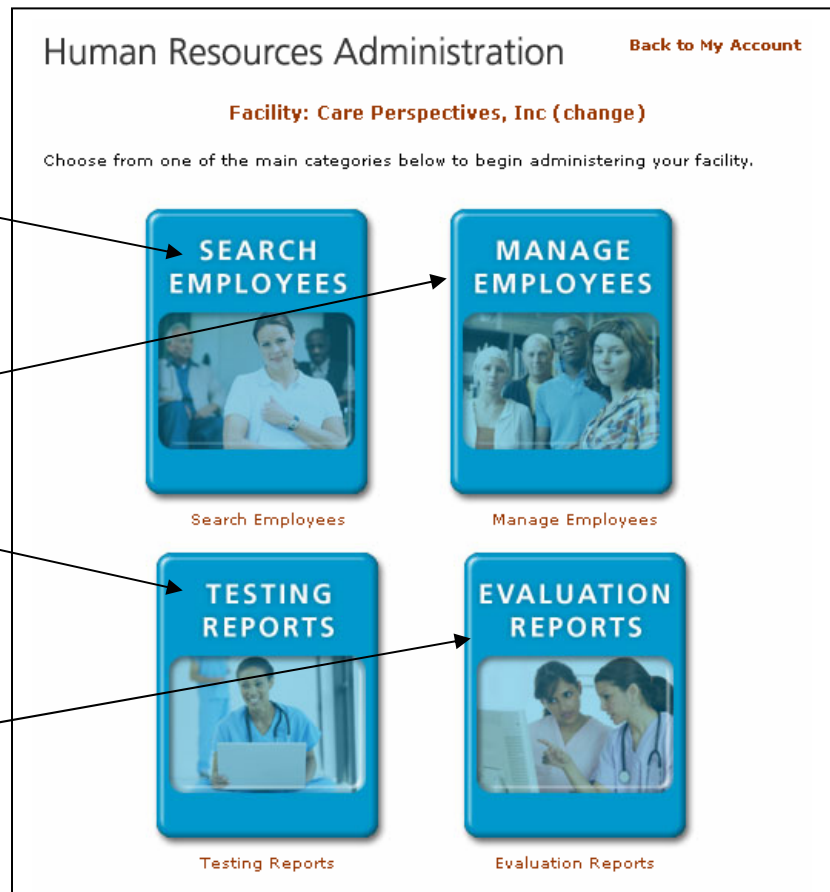 Human Resources Administration
Back to My Account
Facility: Care Perspectives, Inc (change)
Choose from one of the main categories below to begin administering your facility.
SEARCH
EMPLOYEES
MANAGE
EMPLOYEES
Search Employees
Manage Employees
TESTING
REPORTS
EVALUATION
REPORTS
Testing Reports
Evaluation Reports